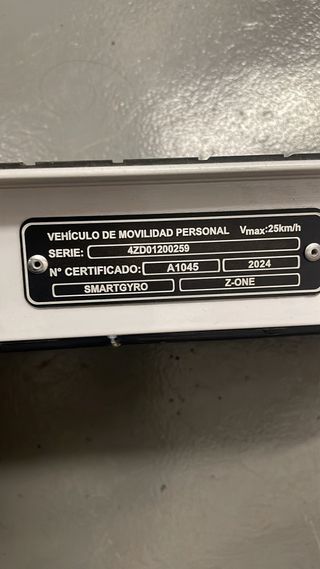 VEHÍCULO DE MOVILIDAD PERSONAL Vmax:25km/h
SERIE: 4ZD01200259
Nº CERTIFICADO: A1045 2024
SMARTGYRO Z-ONE